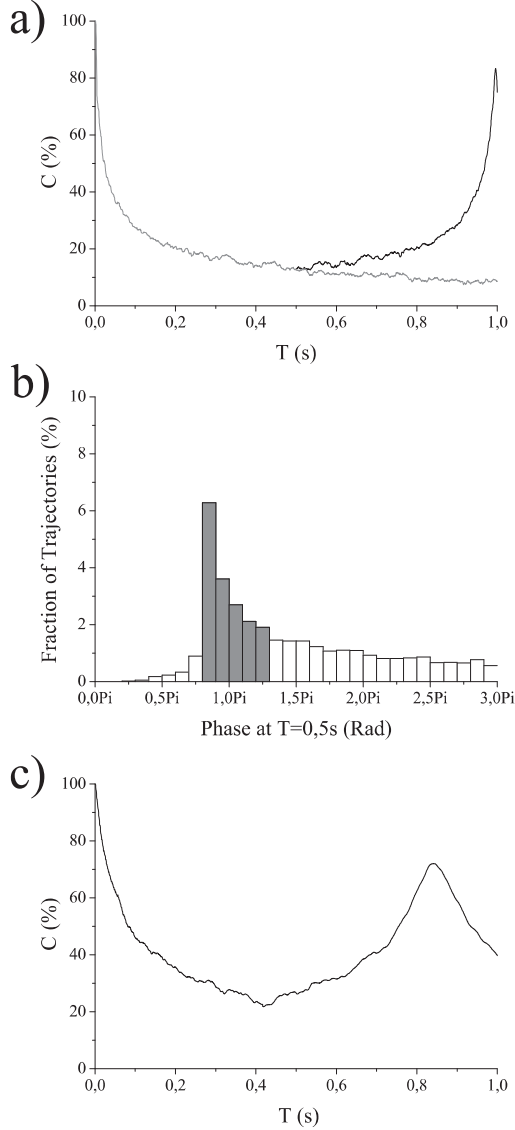 a)
100
80
60
40
20
0
C (%)
0,0
0,2
0,4
0,6
0,8
1,0
T (s)
b)
10
8
6
4
2
0
Fraction of Trajectories (%)
0,0Pi
0,5Pi
1,0Pi
1,5Pi
2,0Pi
2,5Pi
3,0Pi
Phase at T=0,5s (Rad)
c)
100
80
60
40
20
0
C (%)
0,0
0,2
0,4
0,6
0,8
1,0
T (s)